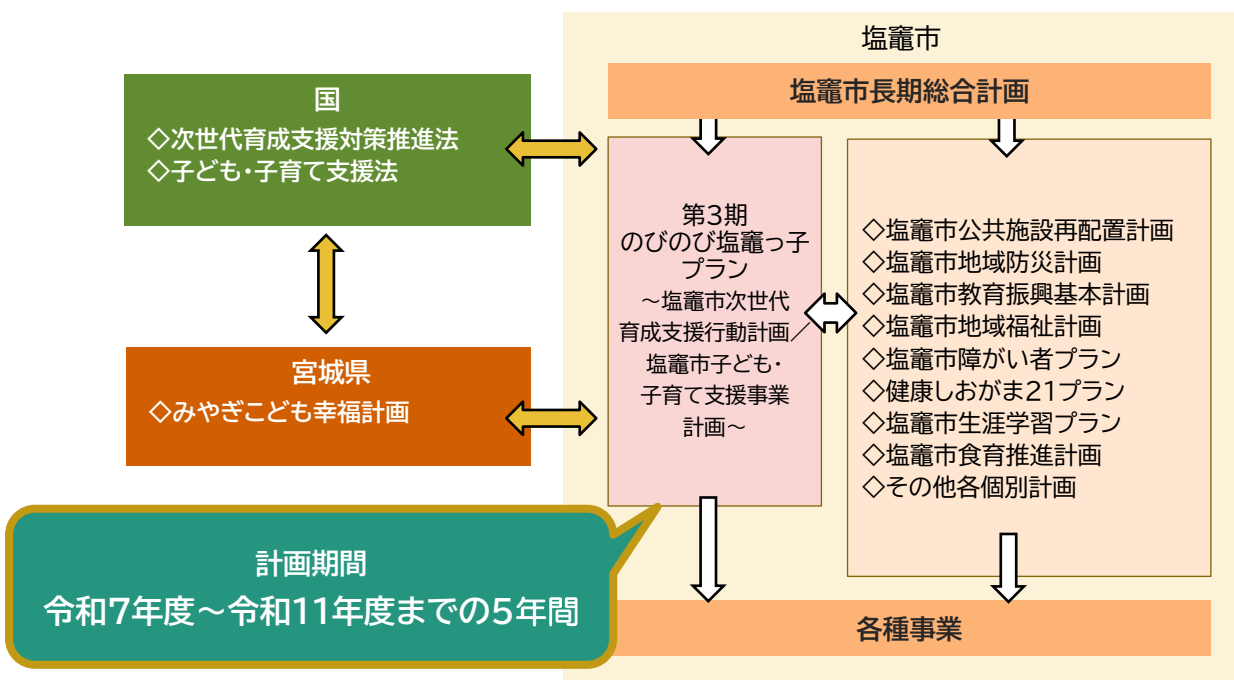 塩竈市
塩竈市長期総合計画
国
◇次世代育成支援対策推進法
◇子ども・子育て支援法
宮城県
◇みやぎこども幸福計画
第3期
のびのび塩竈っ子
プラン
～塩竈市次世代
育成支援行動計画／
塩竈市子ども・
子育て支援事業
計画～
◇塩竈市公共施設再配置計画
◇塩竈市地域防災計画
◇塩竈市教育振興基本計画
◇塩竈市地域福祉計画
◇塩竈市障がい者プラン
◇健康しおがま21プラン
◇塩竈市生涯学習プラン
◇塩竈市食育推進計画
◇その他各個別計画
計画期間
令和7年度～令和11年度までの5年間
各種事業